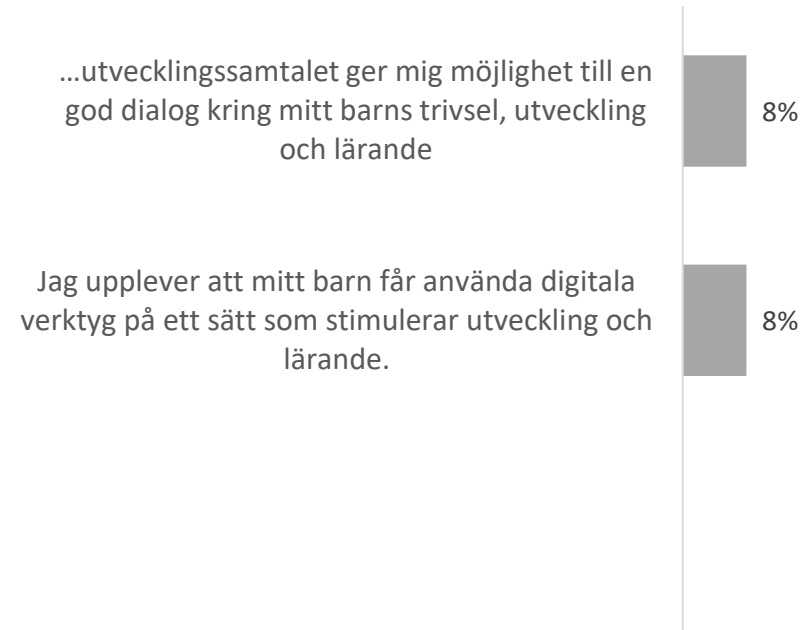 ...utvecklingssamtalet ger mig möjlighet till en
god dialog kring mitt barns trivsel, utveckling
och lärande
8%
Jag upplever att mitt barn får använda digitala
verktyg på ett sätt som stimulerar utveckling och
lärande.
8%